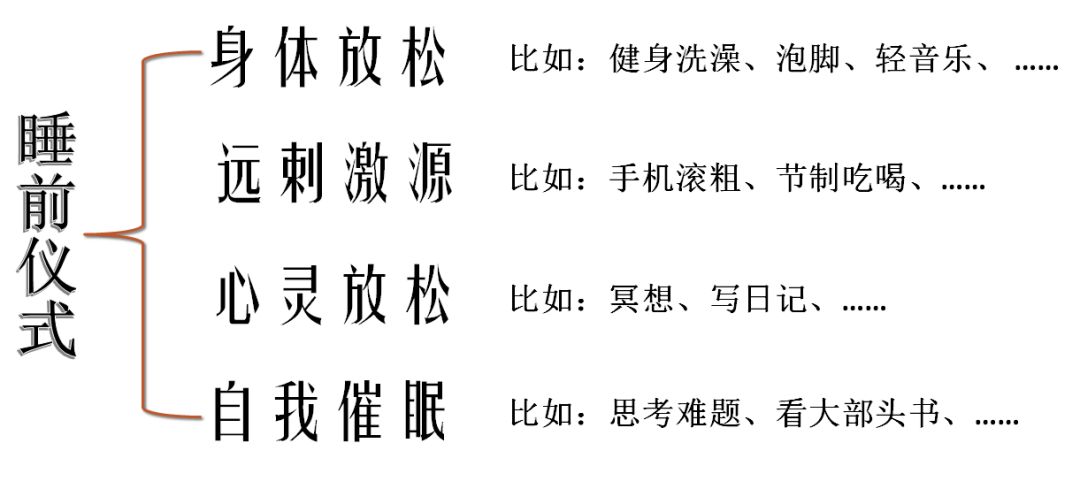 睡前仪式
身体放松 比如：健身洗澡、泡脚、轻音乐、……
远刺激源 比如：手机滚粗、节制吃喝、……
心灵放松 比如：冥想、写日记、……
自我催眠 比如：思考难题、看大部头书、……